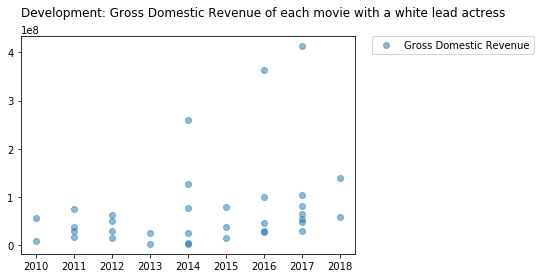 Development: Gross Domestic Revenue of each movie with a white lead actress
1e8
Gross Domestic Revenue
4
3
2
1
0
2010 2011 2012 2013 2014 2015 2016 2017 2018